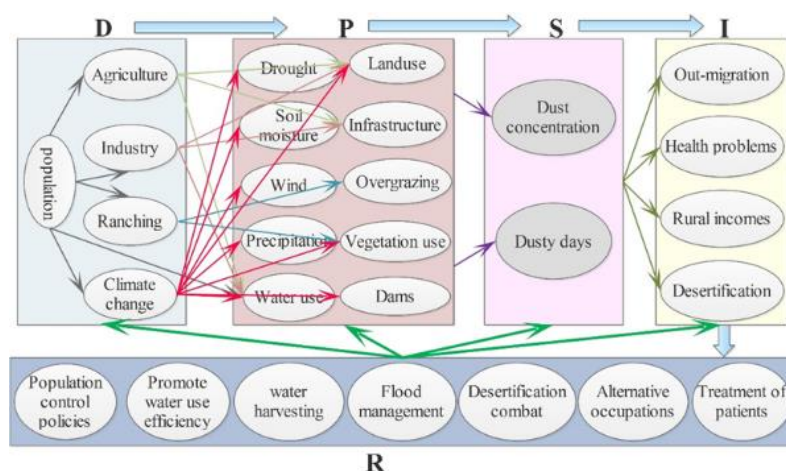 D
P
S
I
population
Agriculture
Industry
Ranching
Climate
change
Drought
Landuse
Soil
moisture
Infrastructure
Wind
Overgrazing
Precipitation
Vegetation use
Water use
Dams
Dust
concentration
Dusty days
Out-migration
Health problems
Rural incomes
Desertification
Population
control
policies
Promote
water use
efficiency
water
harvesting
Flood
management
Desertification
combat
Alternative
occupations
Treatment of
patients
R